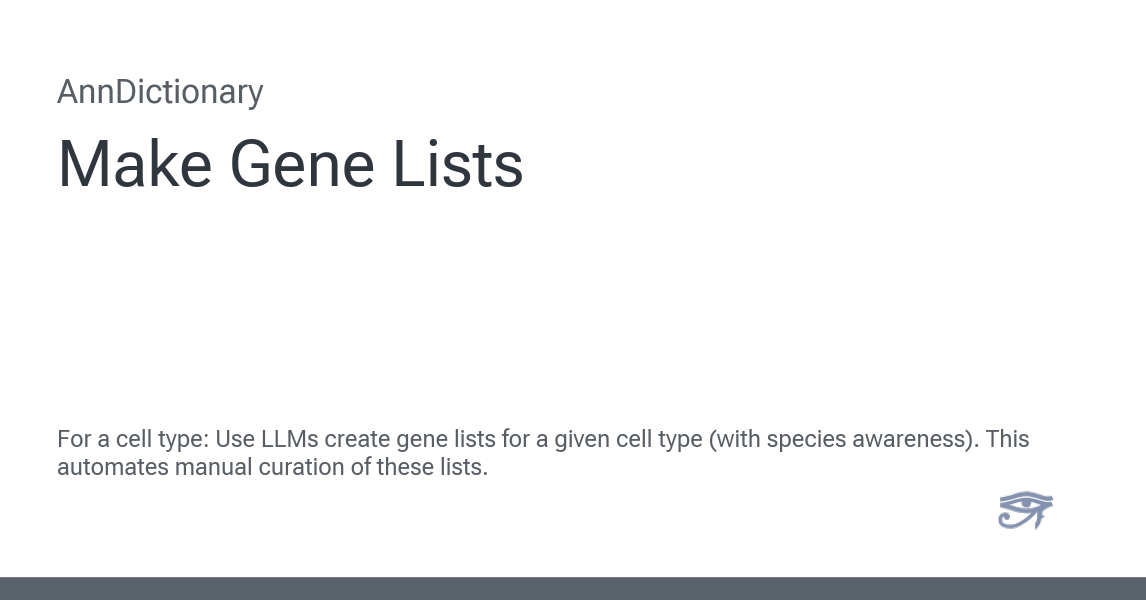 AnnDictionary
Make Gene Lists
For a cell type: Use LLMs create gene lists for a given cell type (with species awareness). This
automates manual curation of these lists.